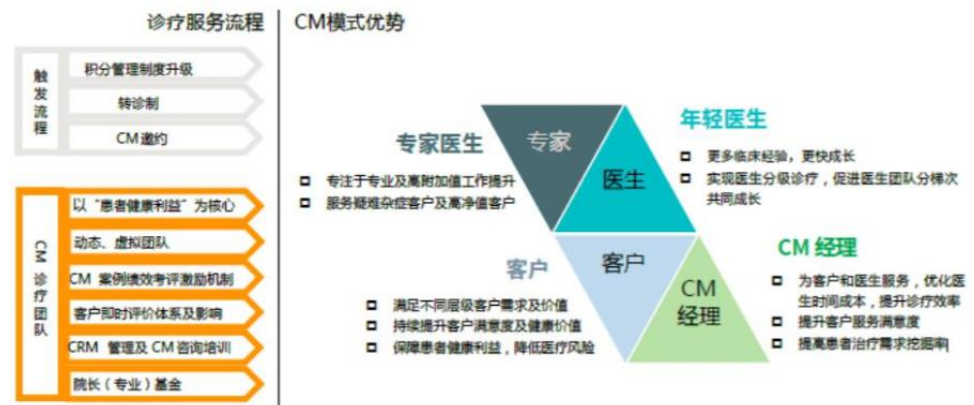 诊疗服务流程
触发流程
积分管理制度升级
转诊制
CM 邀约
CM 诊疗团队
以“患者健康利益”为核心
动态、虚拟团队
CM 案例绩效考评激励机制
客户即时评价体系及影响
CRM 管理及 CM 咨询培训
院长（专业）基金
CM模式优势
专家医生
专注于专业及高附加值工作提升
服务疑难杂症客户及高净值客户
专家
医生
年轻医生
更多临床经验，更快成长
实现医生分级诊疗，促进医生团队分梯次
共同成长
客户
满足不同层级客户需求及价值
持续提升客户满意度及健康价值
保障患者健康利益，降低医疗风险
客户
CM
经理
CM 经理
为客户和医生服务，优化医
生时间成本，提升诊疗效率
提升客户服务满意度
提高患者治疗需求挖掘率